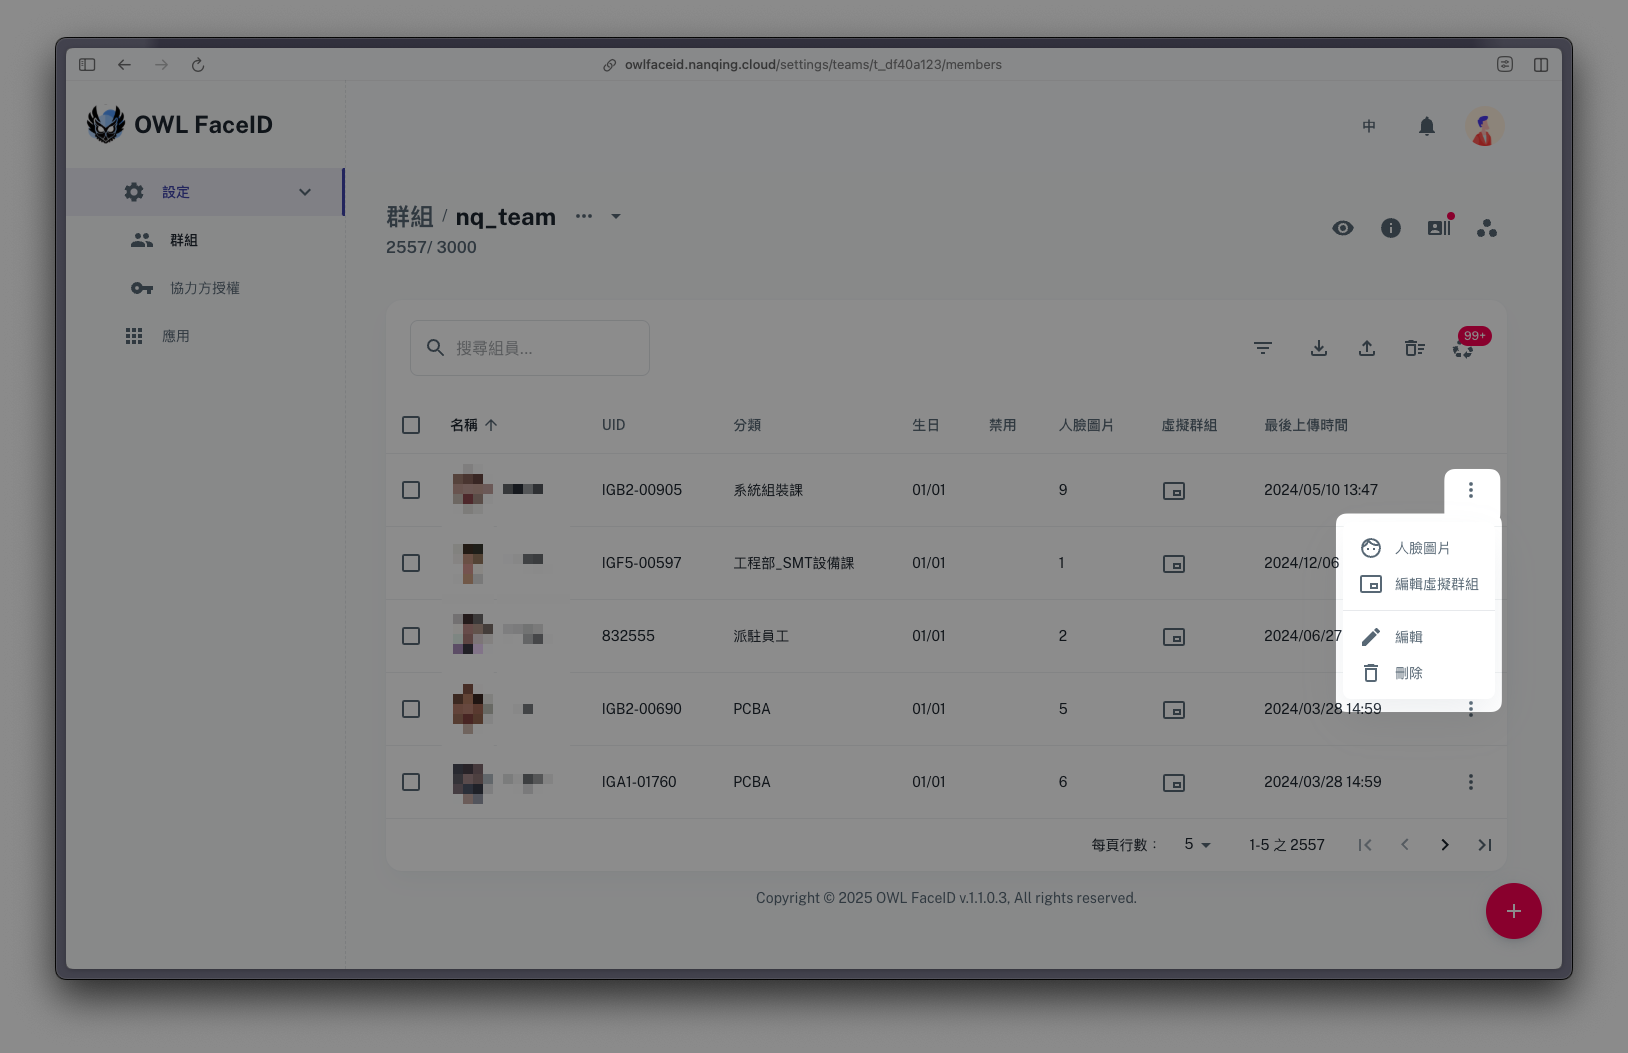 owlfaceid.nanqing.cloud/settings/teams/t_df40a123/members
OWL FaceID
中
設定
群組
協力方授權
應用
群組 / nq_team
2557/ 3000
搜尋組員...
99+
名稱 UID 分類 生日 禁用 人臉圖片 虛擬群組 最後上傳時間
IGB2-00905 系統組裝課 01/01 9 2024/05/10 13:47
IGF5-00597 工程部_SMT設備課 01/01 1 2024/12/06
832555 派駐員工 01/01 2 2024/06/27
IGB2-00690 PCBA 01/01 5 2024/03/28 14:59
IGA1-01760 PCBA 01/01 6 2024/03/28 14:59
人臉圖片
編輯虛擬群組
編輯
刪除
每頁行數： 5 1-5 之 2557
Copyright © 2025 OWL FaceID v.1.1.0.3, All rights reserved.